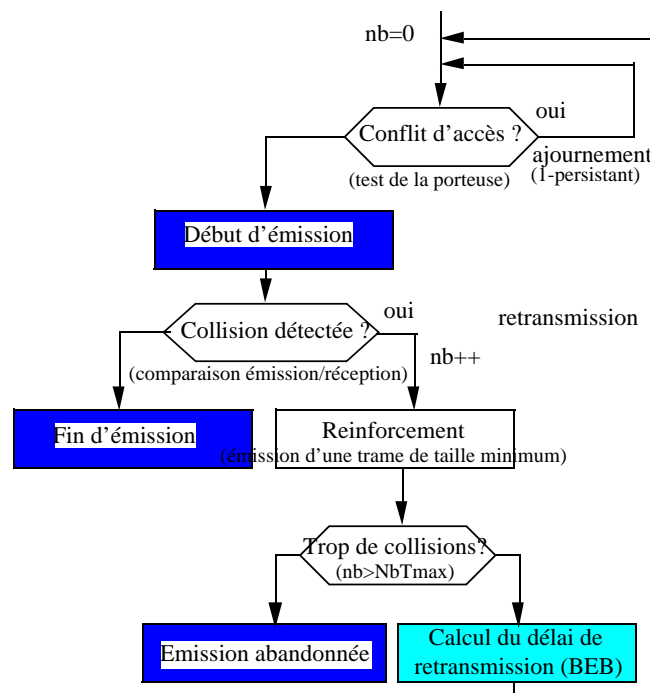 nb=0
oui
Conflit d'accès ?
ajournement
(test de la porteuse)
(1-persistant)
Début d'émission
oui
retransmission
Collision détectée ?
nb++
(comparaison émission/réception)
Fin d'émission
Reinforcement
(émission d'une trame de taille minimum)
Trop de collisions?
(nb>NbTmax)
Emission abandonnée
Calcul du délai de
retransmission (BEB)